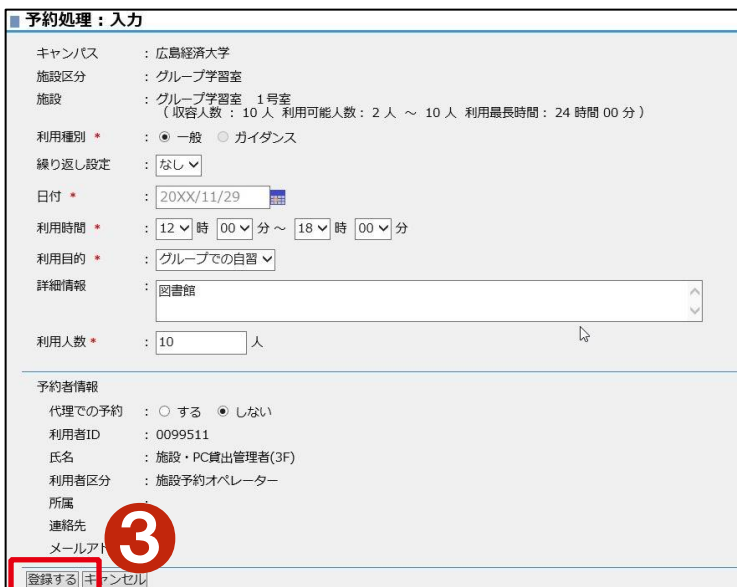 予約処理：入力
キャンパス ：広島経済大学
施設区分 ：グループ学習室
施設 ：グループ学習室 1号室
（ 収容人数 ： 10 人 利用可能人数： 2 人 ～ 10 人 利用最長時間： 24 時間 00 分 ）
利用種別 * ： 一般 ガイダンス
繰り返し設定 ： なし
日付 * ： 20XX/11/29
利用時間 * ： 12 時 00 分 ～ 18 時 00 分
利用目的 * ： グループでの自習
詳細情報 ： 図書館
利用人数 * ： 10 人
予約者情報
代理での予約 ： する しない
利用者ID ： 0099511
氏名 ： 施設・PC貸出管理者(3F)
利用者区分 ： 施設予約オペレーター
所属 ：
連絡先
メールアド
3
登録する キャンセル